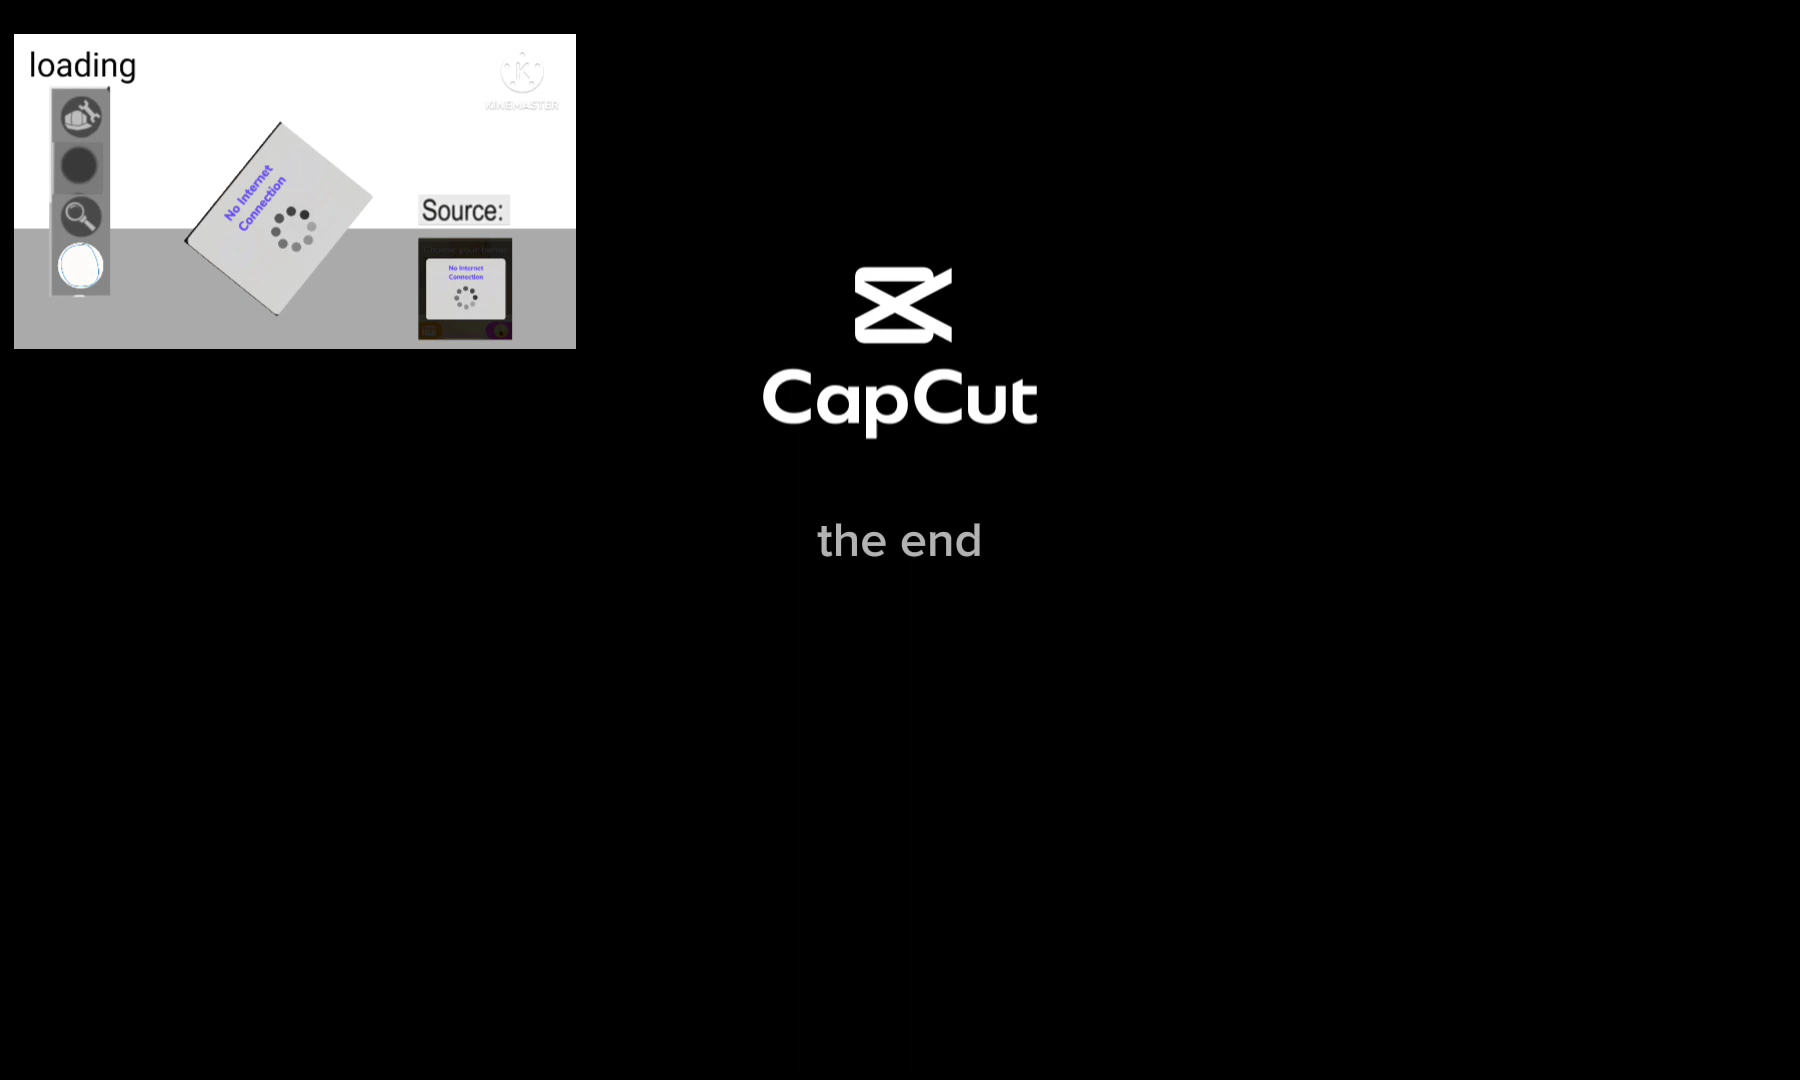 loading
KINEMASTER
No Internet
Connection
Source:
No Internet
Connection
CapCut
the end